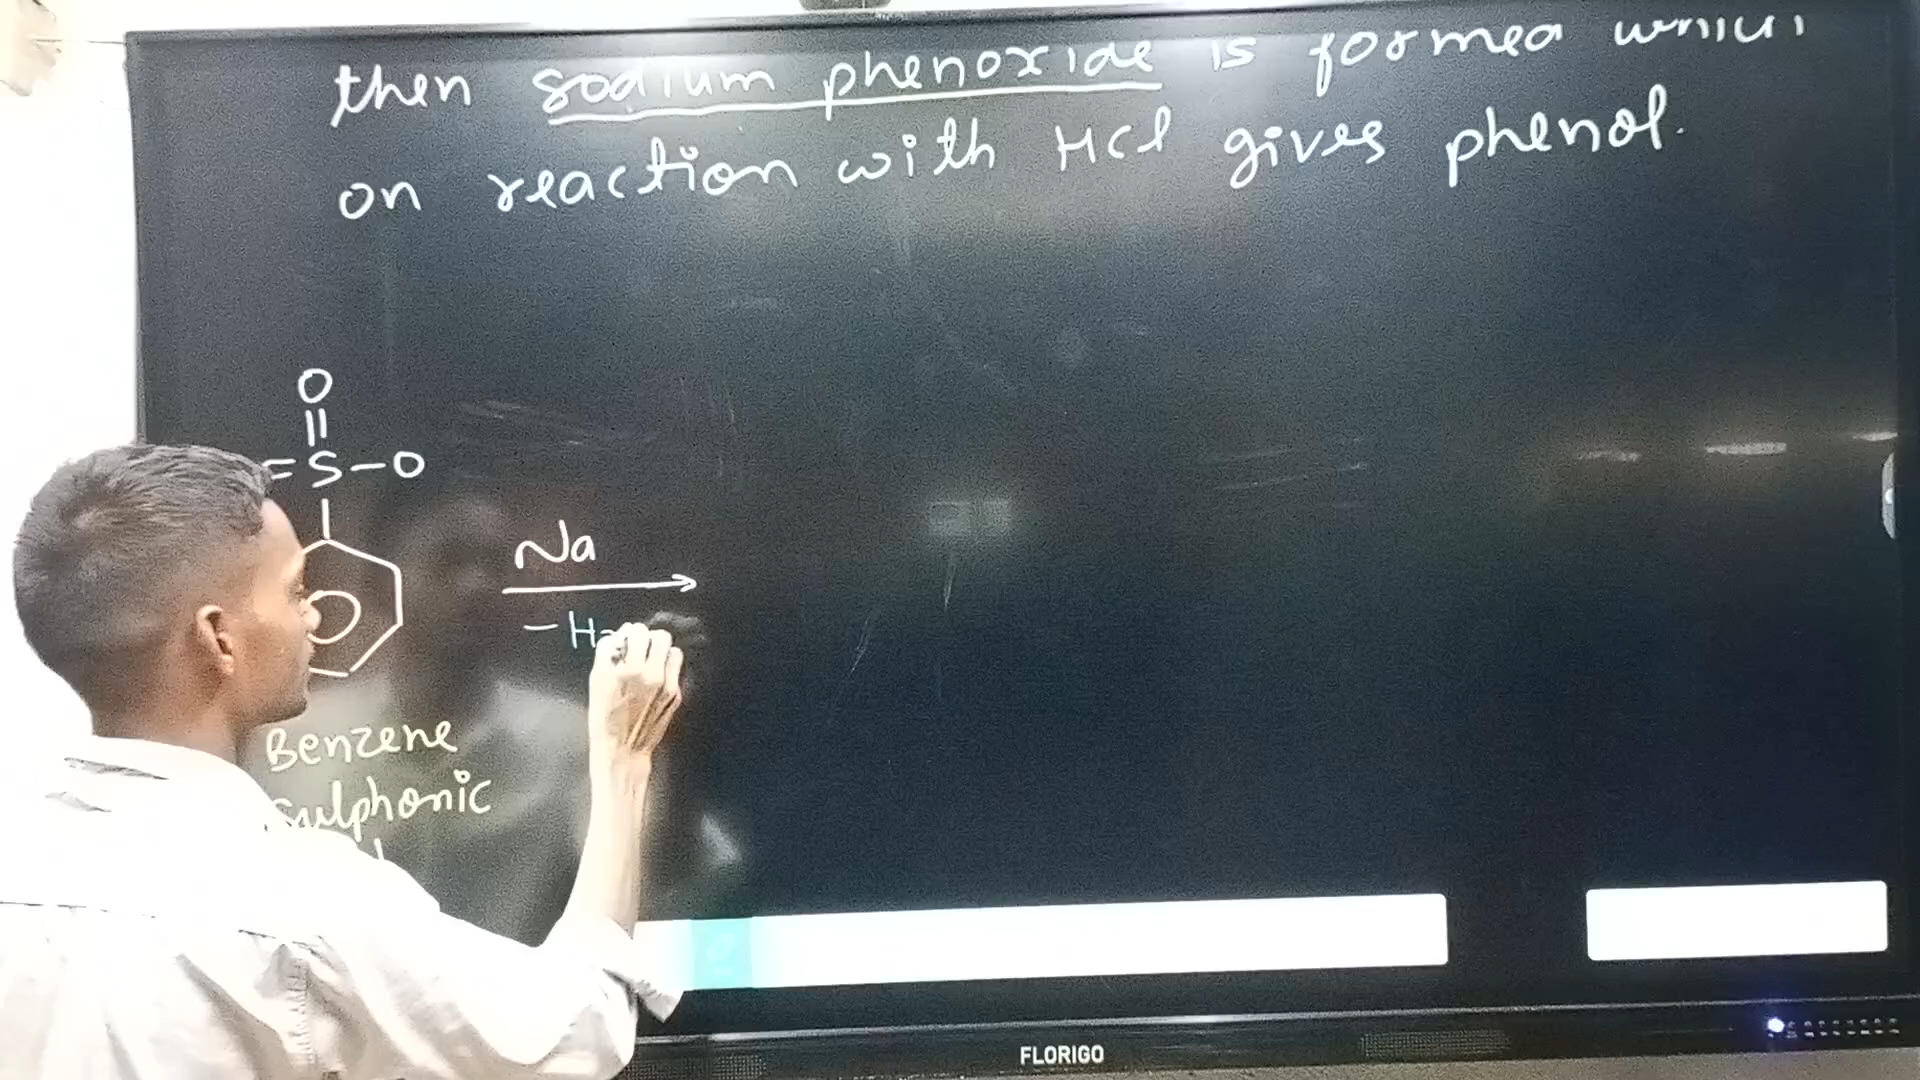 then sodium phenoxide is formed which
on reaction with HCl gives phenol.
O
=S-O
Na
-H
Benzene
Sulphonic
FLORIGO